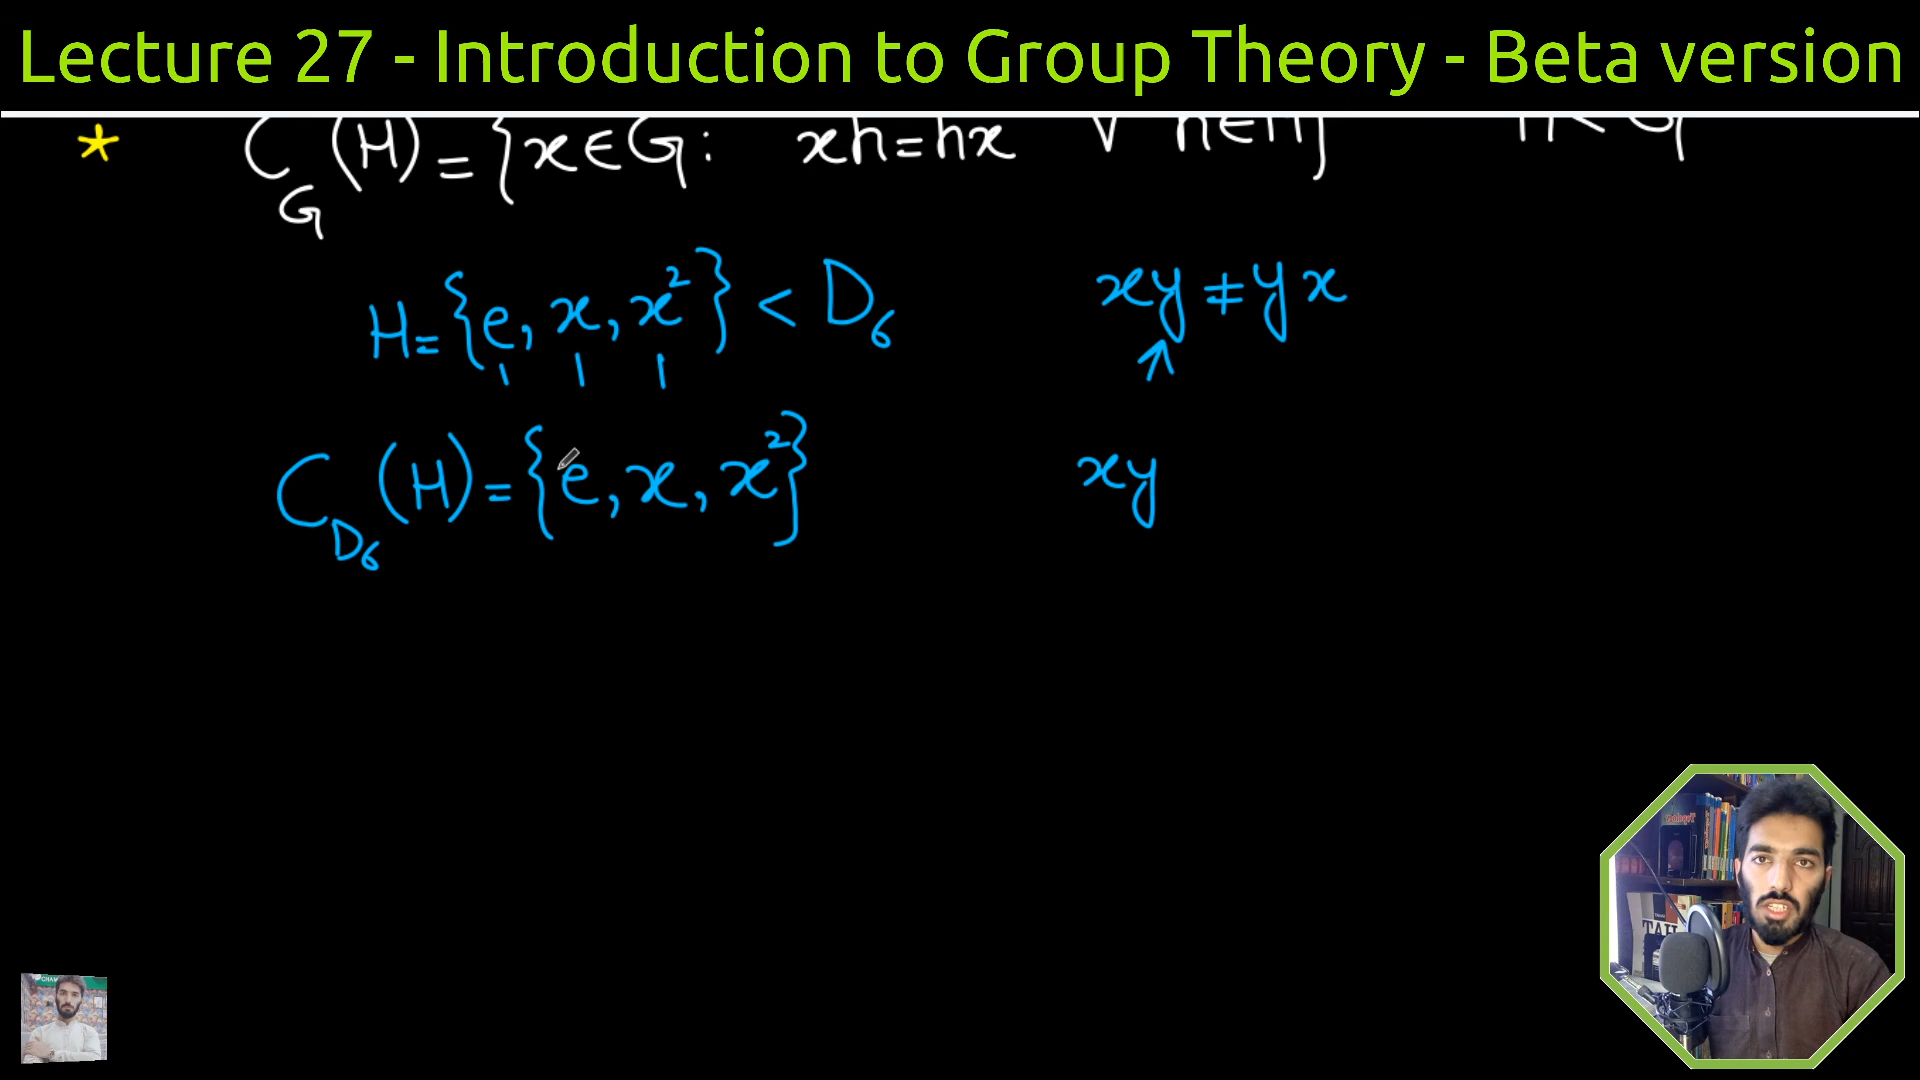 Lecture 27 - Introduction to Group Theory - Beta version
* C_G (H) = {x∈G: xh=hx ∀ h∈H} H<G
H={e, x, x²} < D₆ xy ≠ yx
C_D₆ (H) = {e, x, x²} xy